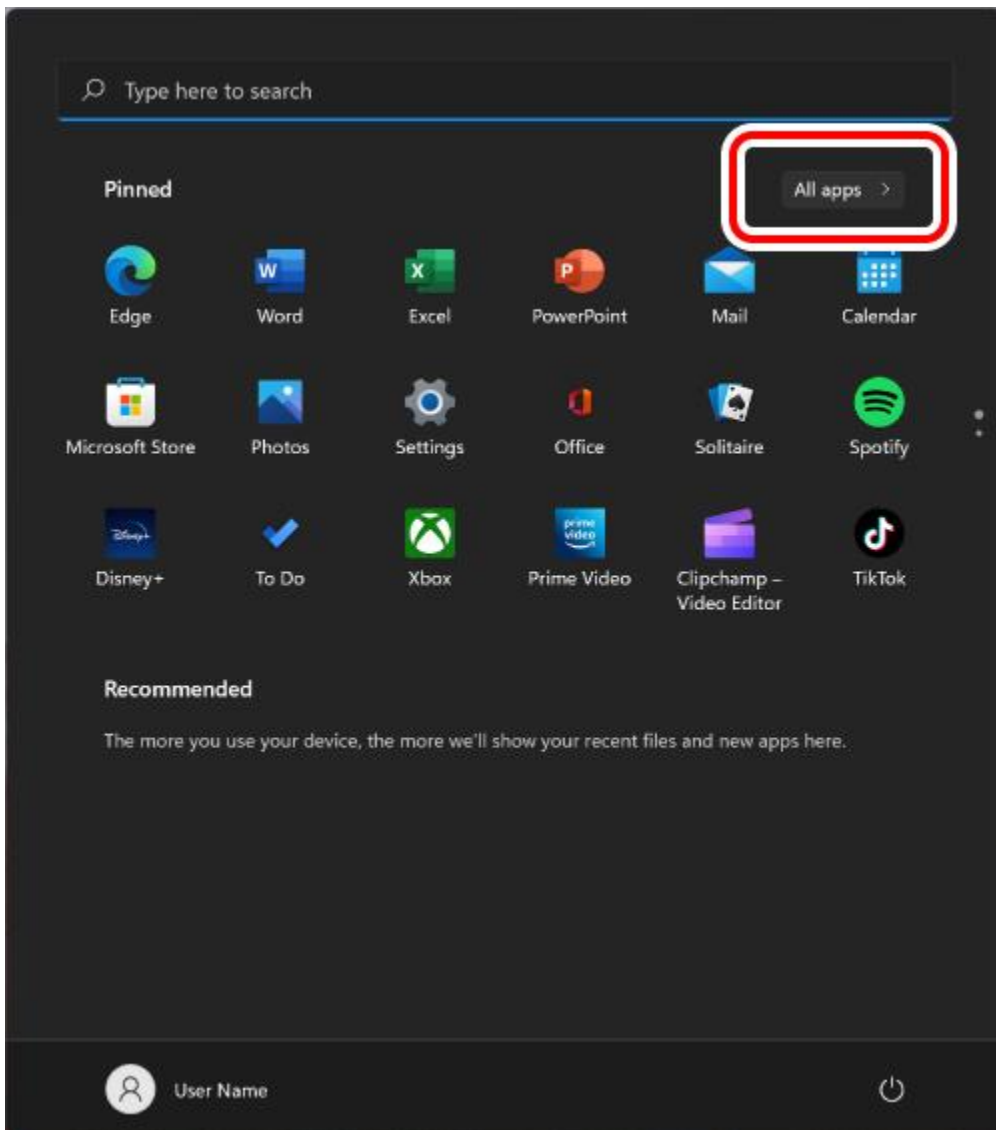 Type here to search
Pinned
All apps
Edge
Word
Excel
PowerPoint
Mail
Calendar
Microsoft Store
Photos
Settings
Office
Solitaire
Spotify
Disney+
To Do
Xbox
prime
video
Prime Video
Clipchamp –
Video Editor
TikTok
Recommended
The more you use your device, the more we'll show your recent files and new apps here.
User Name